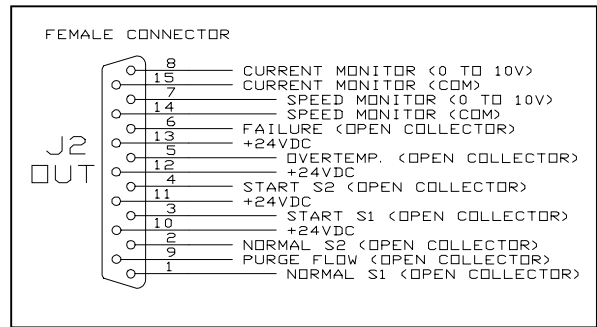 FEMALE CONNECTOR
J2
OUT
8 CURRENT MONITOR (0 TO 10V)
15 CURRENT MONITOR (COM)
7 SPEED MONITOR (0 TO 10V)
14 SPEED MONITOR (COM)
6 FAILURE (OPEN COLLECTOR)
13 +24VDC
5 OVERTEMP. (OPEN COLLECTOR)
12 +24VDC
4 START S2 (OPEN COLLECTOR)
11 +24VDC
3 START S1 (OPEN COLLECTOR)
10 +24VDC
2 NORMAL S2 (OPEN COLLECTOR)
9 PURGE FLOW (OPEN COLLECTOR)
1 NORMAL S1 (OPEN COLLECTOR)